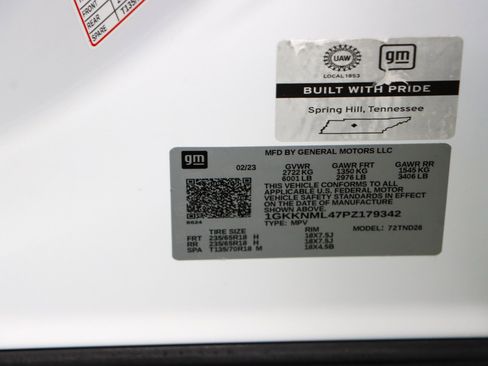 FRONT
REAR
SPARE T135/
UAW
gm
LOCAL 1853
BUILT WITH PRIDE
Spring Hill, Tennessee
gm
MFD BY GENERAL MOTORS LLC
02/23 GVWR GAWR FRT GAWR RR
2722 KG 1350 KG 1545 KG
6001 LB 2976 LB 3406 LB
THIS VEHICLE CONFORMS TO ALL
APPLICABLE U.S. FEDERAL MOTOR
VEHICLE SAFETY STANDARDS IN
EFFECT ON THE DATE OF
MANUFACTURE SHOWN ABOVE.
1GKKNML47PZ179342
TYPE: MPV MODEL: 72TND26
TIRE SIZE RIM
FRT 235/65R18 H 18X7.5J
RR 235/65R18 H 18X7.5J
SPA T135/70R18 M 18X4.5B